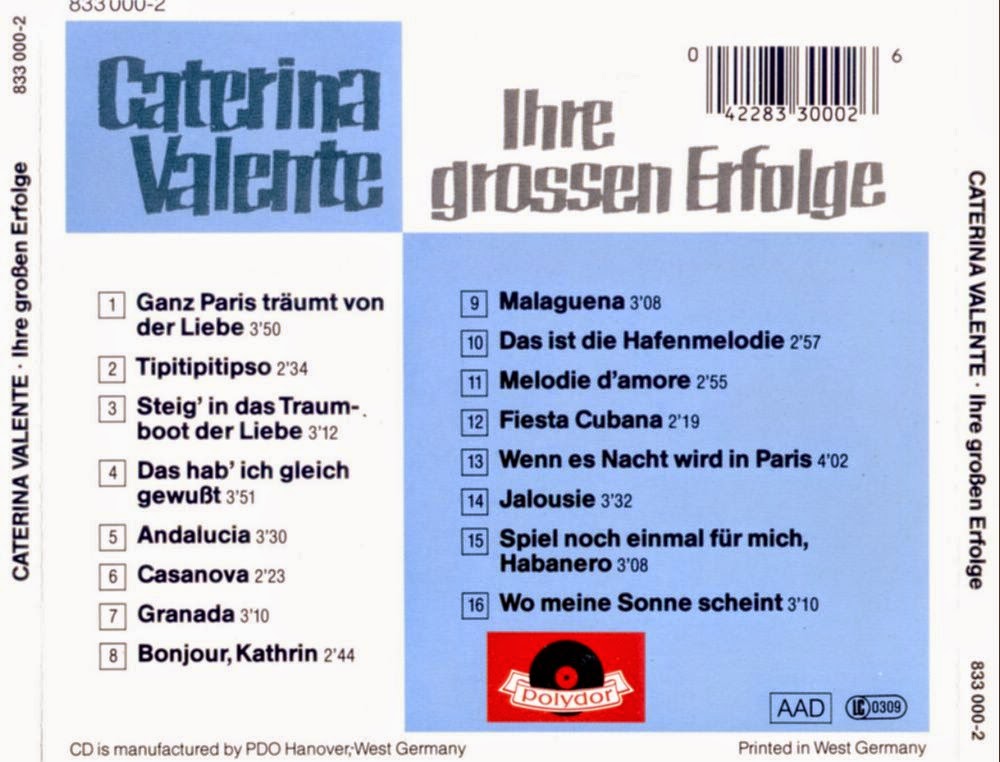 833 000-2
833 000-2
CATERINA VALENTE · Ihre großen Erfolge
Caterina
Valente
Ihre
grossen Erfolge
0 42283 30002 6
1 Ganz Paris träumt von
der Liebe 3'50
2 Tipitipitipso 2'34
3 Steig' in das Traum-
boot der Liebe 3'12
4 Das hab' ich gleich
gewußt 3'51
5 Andalucia 3'30
6 Casanova 2'23
7 Granada 3'10
8 Bonjour, Kathrin 2'44
9 Malaguena 3'08
10 Das ist die Hafenmelodie 2'57
11 Melodie d'amore 2'55
12 Fiesta Cubana 2'19
13 Wenn es Nacht wird in Paris 4'02
14 Jalousie 3'32
15 Spiel noch einmal für mich,
Habanero 3'08
16 Wo meine Sonne scheint 3'10
polydor
AAD
LC 0309
CD is manufactured by PDO Hanover, West Germany
Printed in West Germany
CATERINA VALENTE · Ihre großen Erfolge
833 000-2